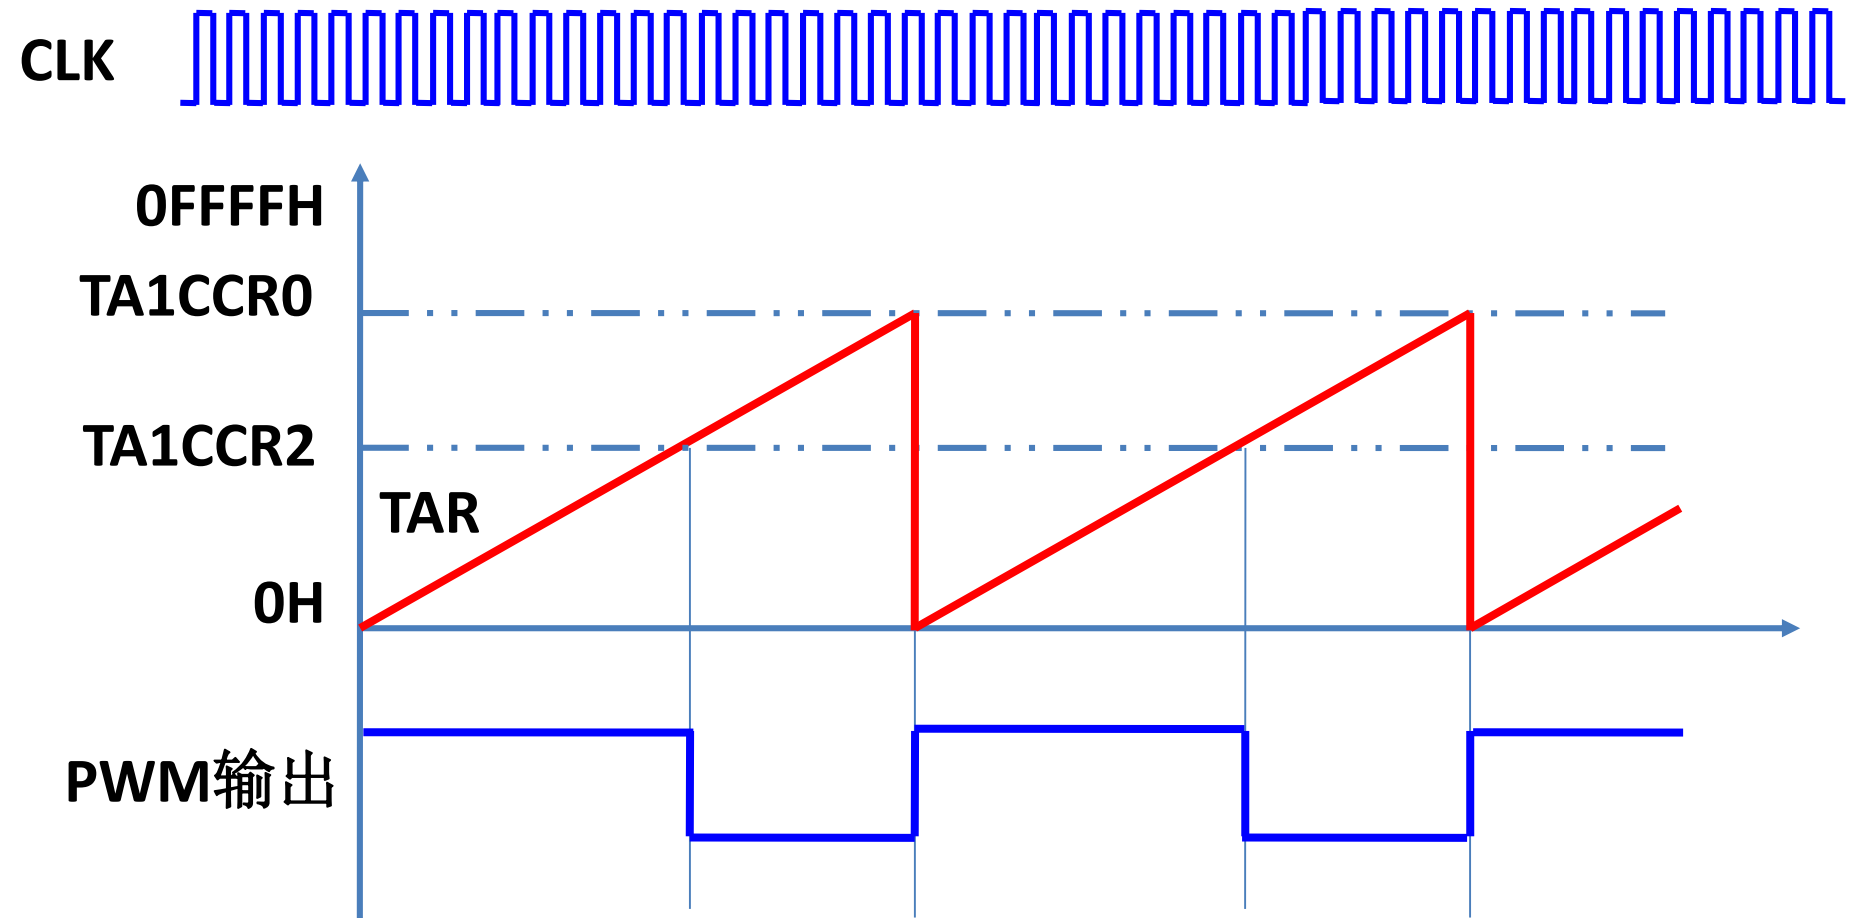 CLK
0FFFFH
TA1CCR0
TA1CCR2
TAR
0H
PWM输出